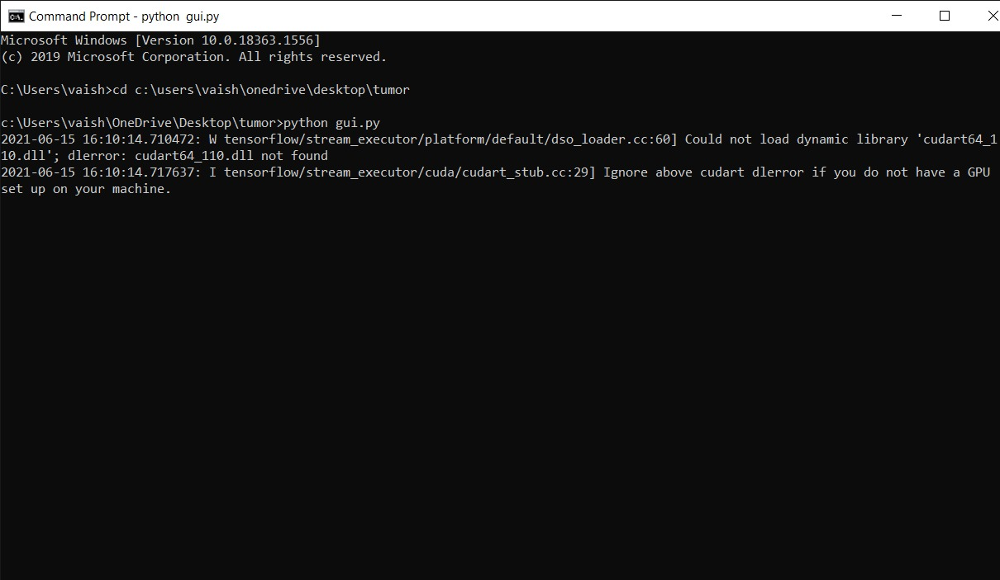 Command Prompt - python  gui.py
Microsoft Windows [Version 10.0.18363.1556]
(c) 2019 Microsoft Corporation. All rights reserved.
C:\Users\vaish>cd c:\users\vaish\onedrive\desktop\tumor
c:\Users\vaish\OneDrive\Desktop\tumor>python gui.py
2021-06-15 16:10:14.710472: W tensorflow/stream_executor/platform/default/dso_loader.cc:60] Could not load dynamic library 'cudart64_1
10.dll'; dlerror: cudart64_110.dll not found
2021-06-15 16:10:14.717637: I tensorflow/stream_executor/cuda/cudart_stub.cc:29] Ignore above cudart dlerror if you do not have a GPU
set up on your machine.